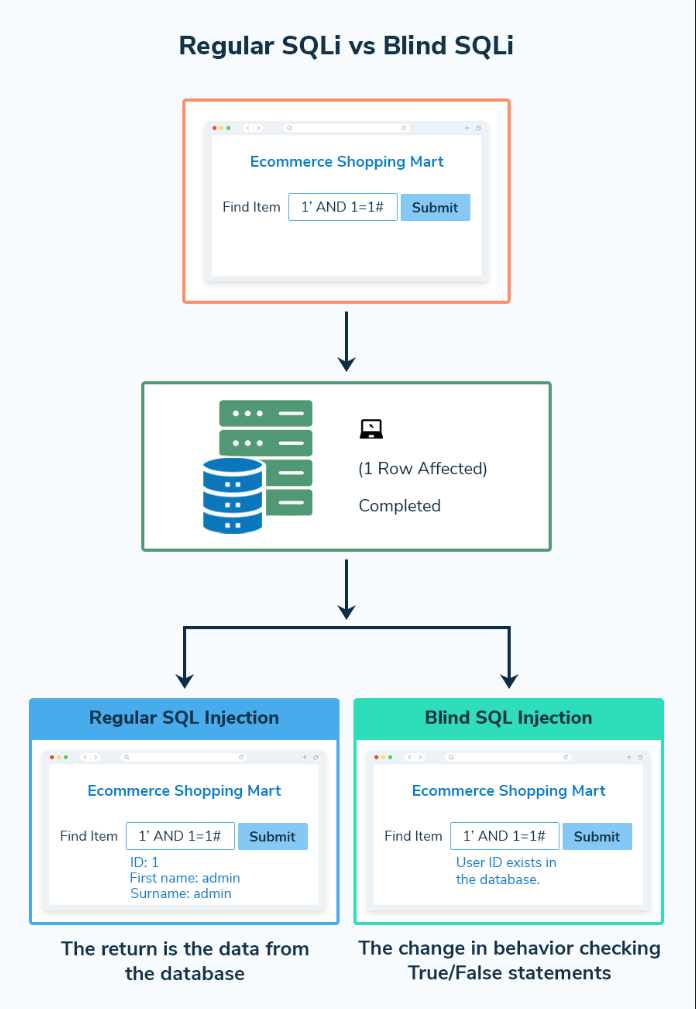 Regular SQLi vs Blind SQLi
Ecommerce Shopping Mart
Find Item 1’ AND 1=1# Submit
(1 Row Affected)
Completed
Regular SQL Injection
Ecommerce Shopping Mart
Find Item 1’ AND 1=1# Submit
ID: 1
First name: admin
Surname: admin
The return is the data from
the database
Blind SQL Injection
Ecommerce Shopping Mart
Find Item 1’ AND 1=1# Submit
User ID exists in
the database.
The change in behavior checking
True/False statements